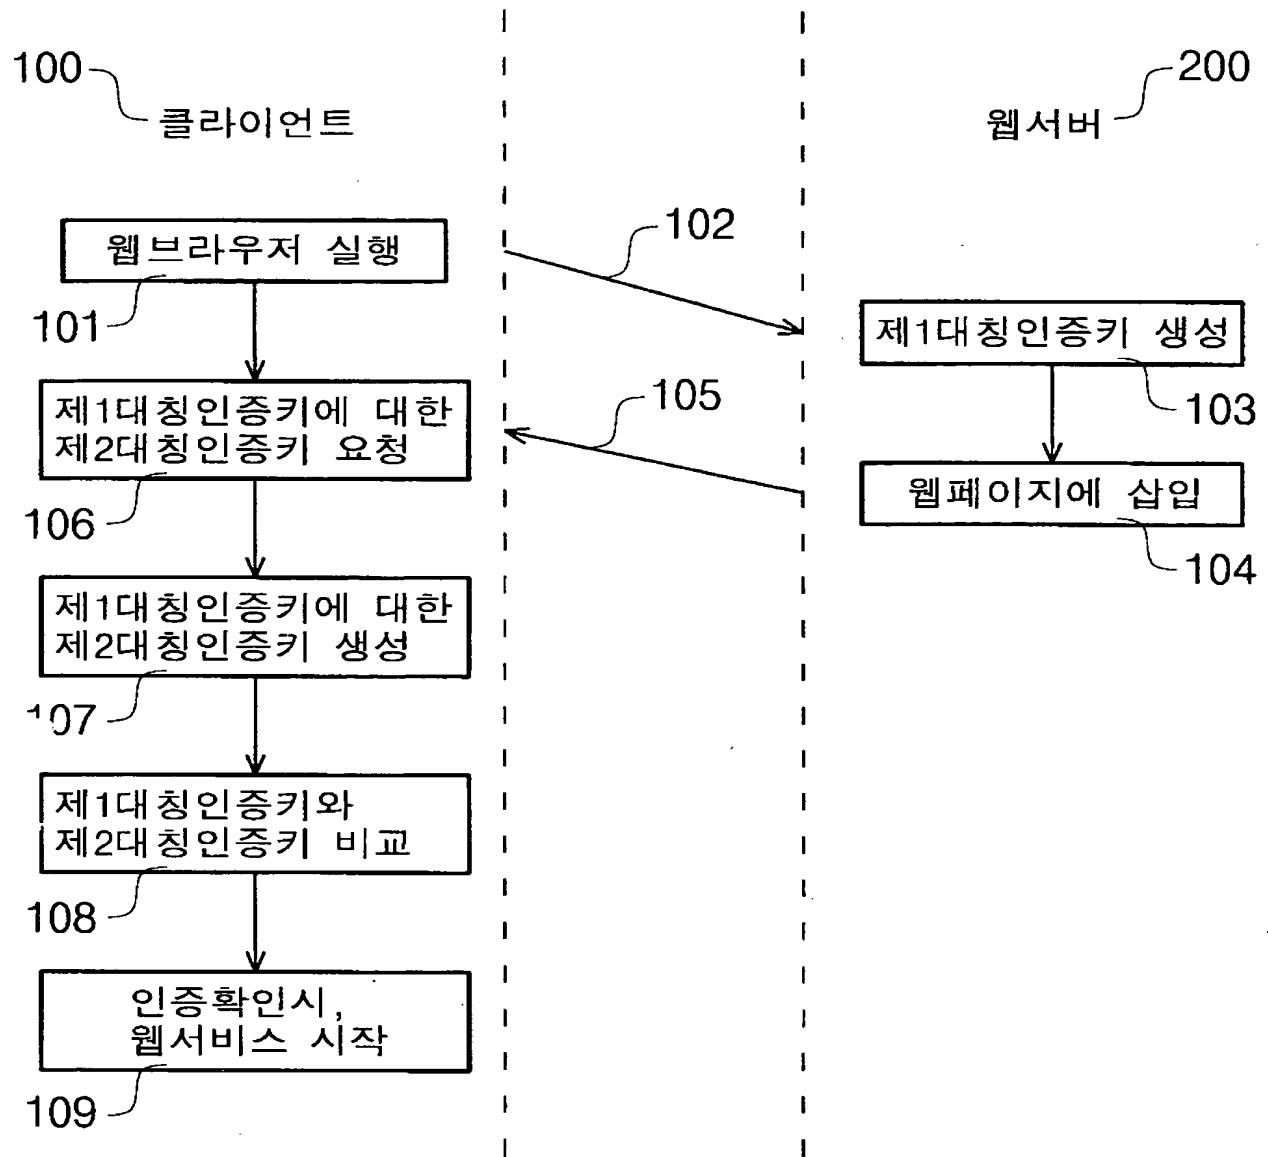 100
클라이언트
200
웹서버
웹브라우저 실행
101
102
제1대칭인증키 생성
103
제1대칭인증키에 대한
제2대칭인증키 요청
106
105
웹페이지에 삽입
104
제1대칭인증키에 대한
제2대칭인증키 생성
107
제1대칭인증키와
제2대칭인증키 비교
108
인증확인시,
웹서비스 시작
109